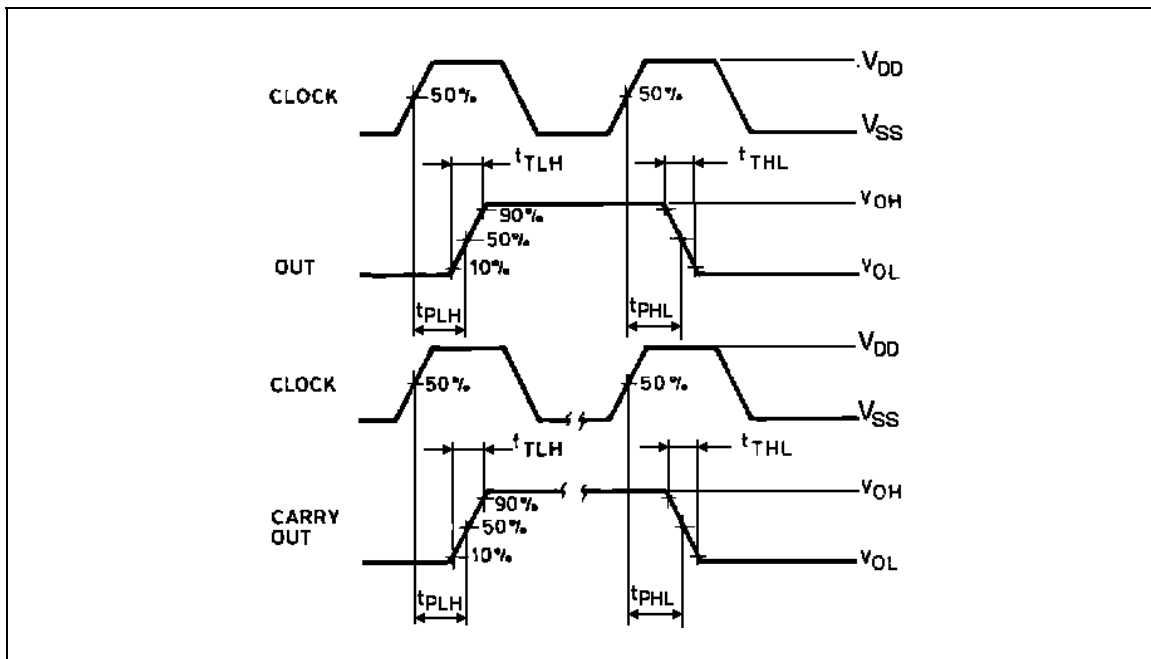 VDD
CLOCK
50%
50%
VSS
tTLH
tTHL
VOH
90%
50%
OUT
10%
VOL
tPLH
tPHL
VDD
CLOCK
50%
50%
VSS
tTLH
tTHL
VOH
90%
CARRY
OUT
50%
10%
VOL
tPLH
tPHL